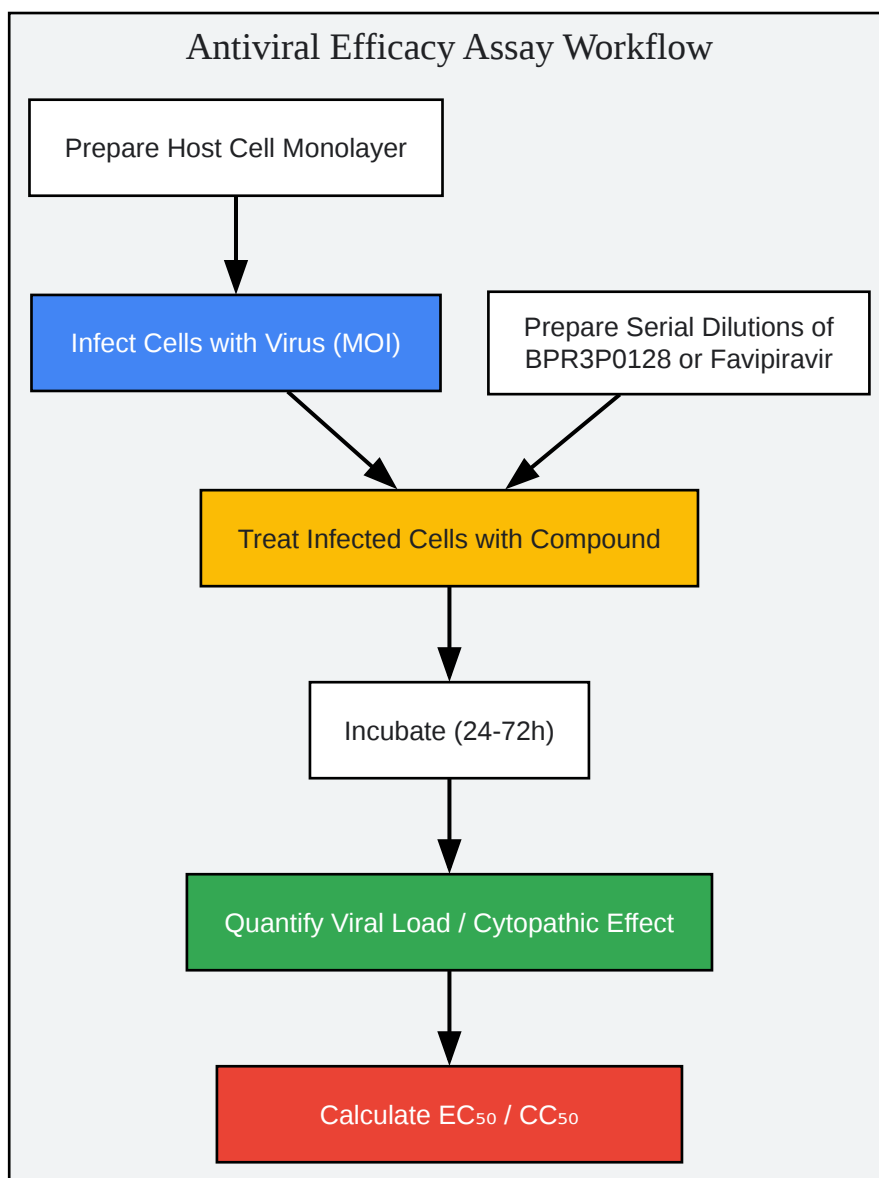 Antiviral Efficacy Assay Workflow
Prepare Host Cell Monolayer
Infect Cells with Virus (MOI)
Prepare Serial Dilutions of
BPR3P0128 or Favipiravir
Treat Infected Cells with Compound
Incubate (24-72h)
Quantify Viral Load / Cytopathic Effect
Calculate EC₅₀ / CC₅₀